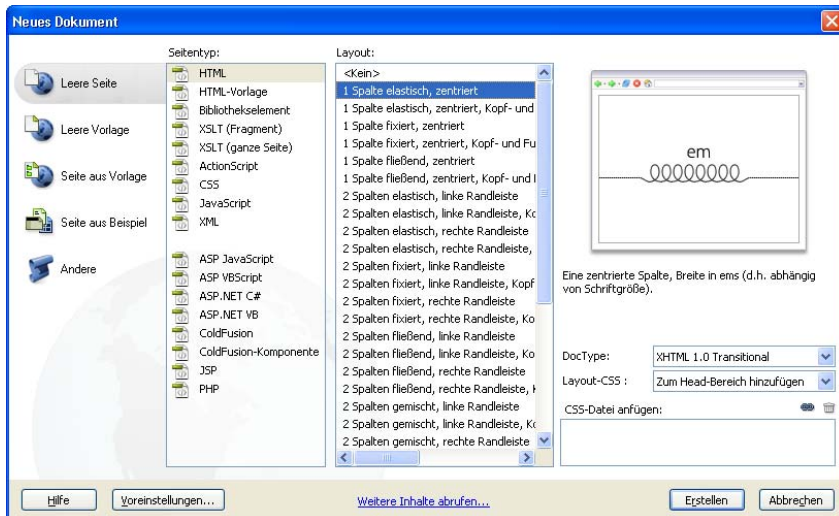 Neues Dokument
Leere Seite
Leere Vorlage
Seite aus Vorlage
Seite aus Beispiel
Andere
Seitentyp:
HTML
HTML-Vorlage
Bibliothekselement
XSLT (Fragment)
XSLT (ganze Seite)
ActionScript
CSS
JavaScript
XML
ASP JavaScript
ASP VBScript
ASP.NET C#
ASP.NET VB
ColdFusion
ColdFusion-Komponente
JSP
PHP
Layout:
<Kein>
1 Spalte elastisch, zentriert
1 Spalte elastisch, zentriert, Kopf- und
1 Spalte fixiert, zentriert
1 Spalte fixiert, zentriert, Kopf- und Fu
1 Spalte fließend, zentriert
1 Spalte fließend, zentriert, Kopf- und
2 Spalten elastisch, linke Randleiste
2 Spalten elastisch, linke Randleiste, Ko
2 Spalten elastisch, rechte Randleiste
2 Spalten elastisch, rechte Randleiste,
2 Spalten fixiert, linke Randleiste
2 Spalten fixiert, linke Randleiste, Kopf
2 Spalten fixiert, rechte Randleiste
2 Spalten fixiert, rechte Randleiste, Ko
2 Spalten fließend, linke Randleiste
2 Spalten fließend, linke Randleiste, Ko
2 Spalten fließend, rechte Randleiste
2 Spalten fließend, rechte Randleiste,
2 Spalten gemischt, linke Randleiste
2 Spalten gemischt, linke Randleiste, Ko
2 Spalten gemischt, rechte Randleiste
em
Eine zentrierte Spalte, Breite in ems (d.h. abhängig
von Schriftgröße).
DocType: XHTML 1.0 Transitional
Layout-CSS : Zum Head-Bereich hinzufügen
CSS-Datei anfügen:
Hilfe
Voreinstellungen...
Weitere Inhalte abrufen...
Erstellen
Abbrechen